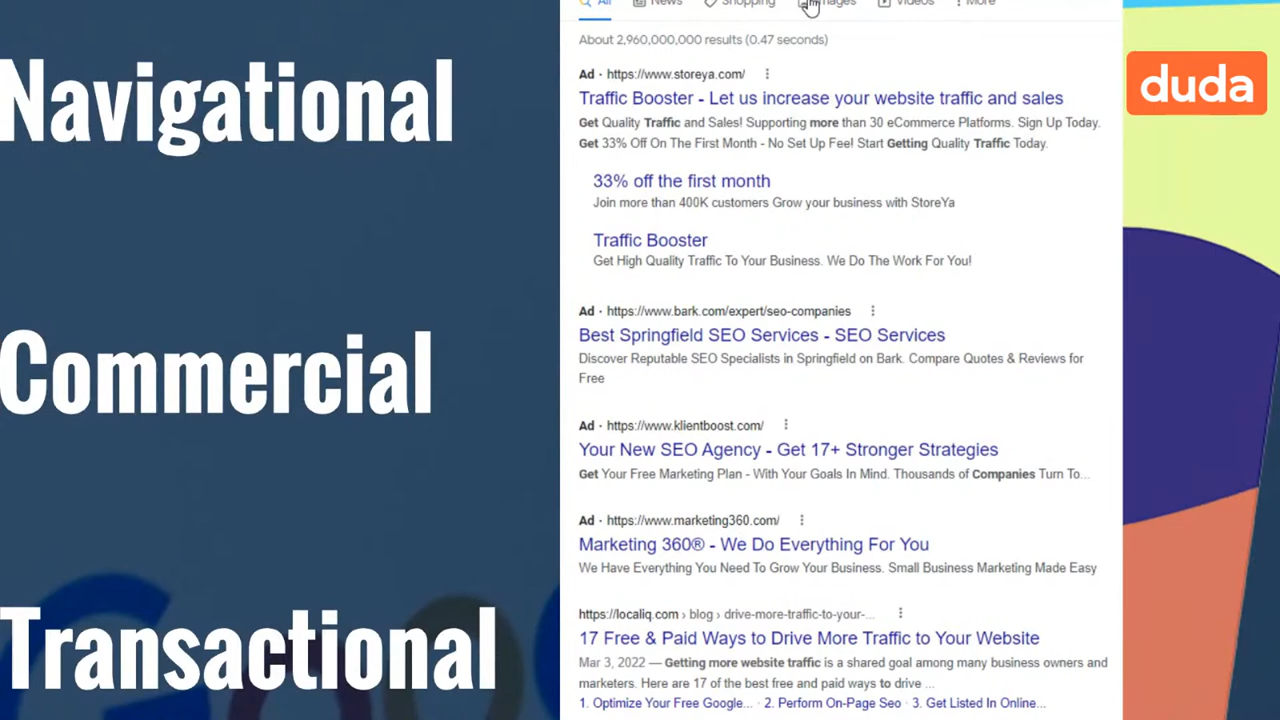 Navigational
Commercial
Transactional
All News Shopping Images Videos More
About 2,960,000,000 results (0.47 seconds)
Ad · https://www.storeya.com/
Traffic Booster - Let us increase your website traffic and sales
Get Quality Traffic and Sales! Supporting more than 30 eCommerce Platforms. Sign Up Today.
Get 33% Off On The First Month - No Set Up Fee! Start Getting Quality Traffic Today.
33% off the first month
Join more than 400K customers Grow your business with StoreYa
Traffic Booster
Get High Quality Traffic To Your Business. We Do The Work For You!
Ad · https://www.bark.com/expert/seo-companies
Best Springfield SEO Services - SEO Services
Discover Reputable SEO Specialists in Springfield on Bark. Compare Quotes & Reviews for
Free
Ad · https://www.klientboost.com/
Your New SEO Agency - Get 17+ Stronger Strategies
Get Your Free Marketing Plan - With Your Goals In Mind. Thousands of Companies Turn To...
Ad · https://www.marketing360.com/
Marketing 360® - We Do Everything For You
We Have Everything You Need To Grow Your Business. Small Business Marketing Made Easy
https://localiq.com › blog › drive-more-traffic-to-your-...
17 Free & Paid Ways to Drive More Traffic to Your Website
Mar 3, 2022 — Getting more website traffic is a shared goal among many business owners and
marketers. Here are 17 of the best free and paid ways to drive ...
1. Optimize Your Free Google... · 2. Perform On-Page Seo · 3. Get Listed In Online...
duda